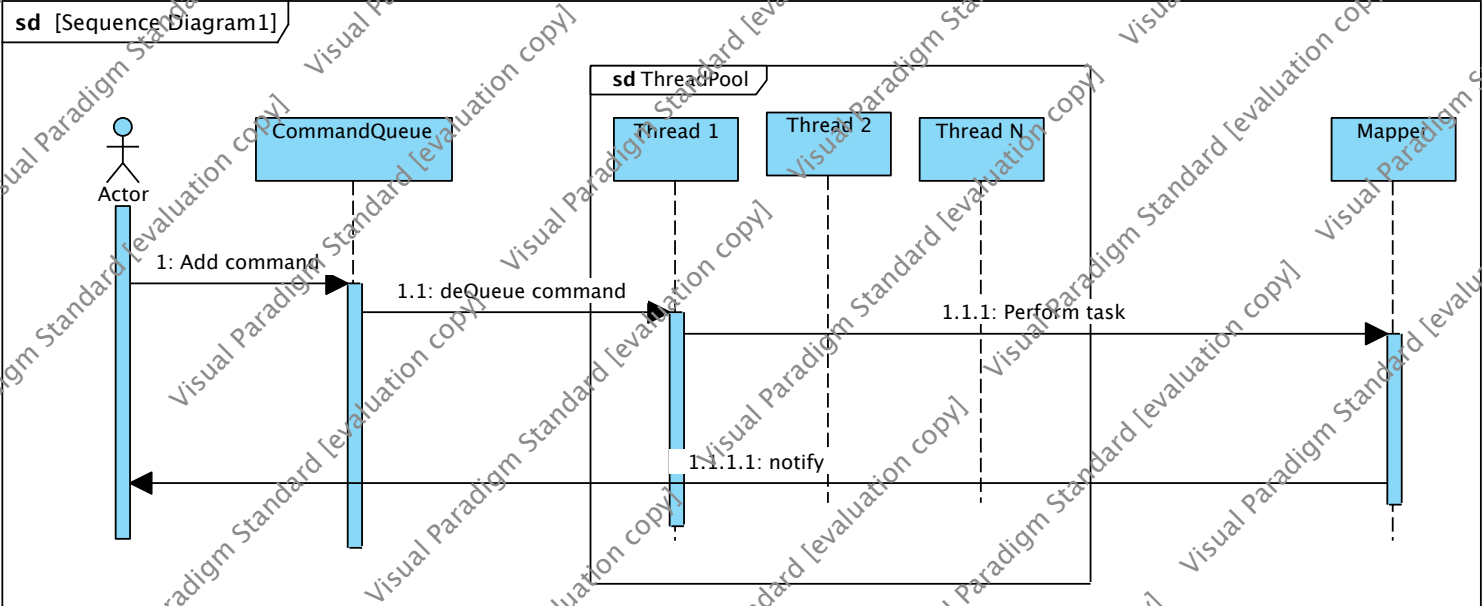 sd [Sequence Diagram1]
sd ThreadPool
Actor
CommandQueue
Thread 1
Thread 2
Thread N
Mapper
1: Add command
1.1: deQueue command
1.1.1: Perform task
1.1.1.1: notify
Visual Paradigm Standard [evaluation copy]